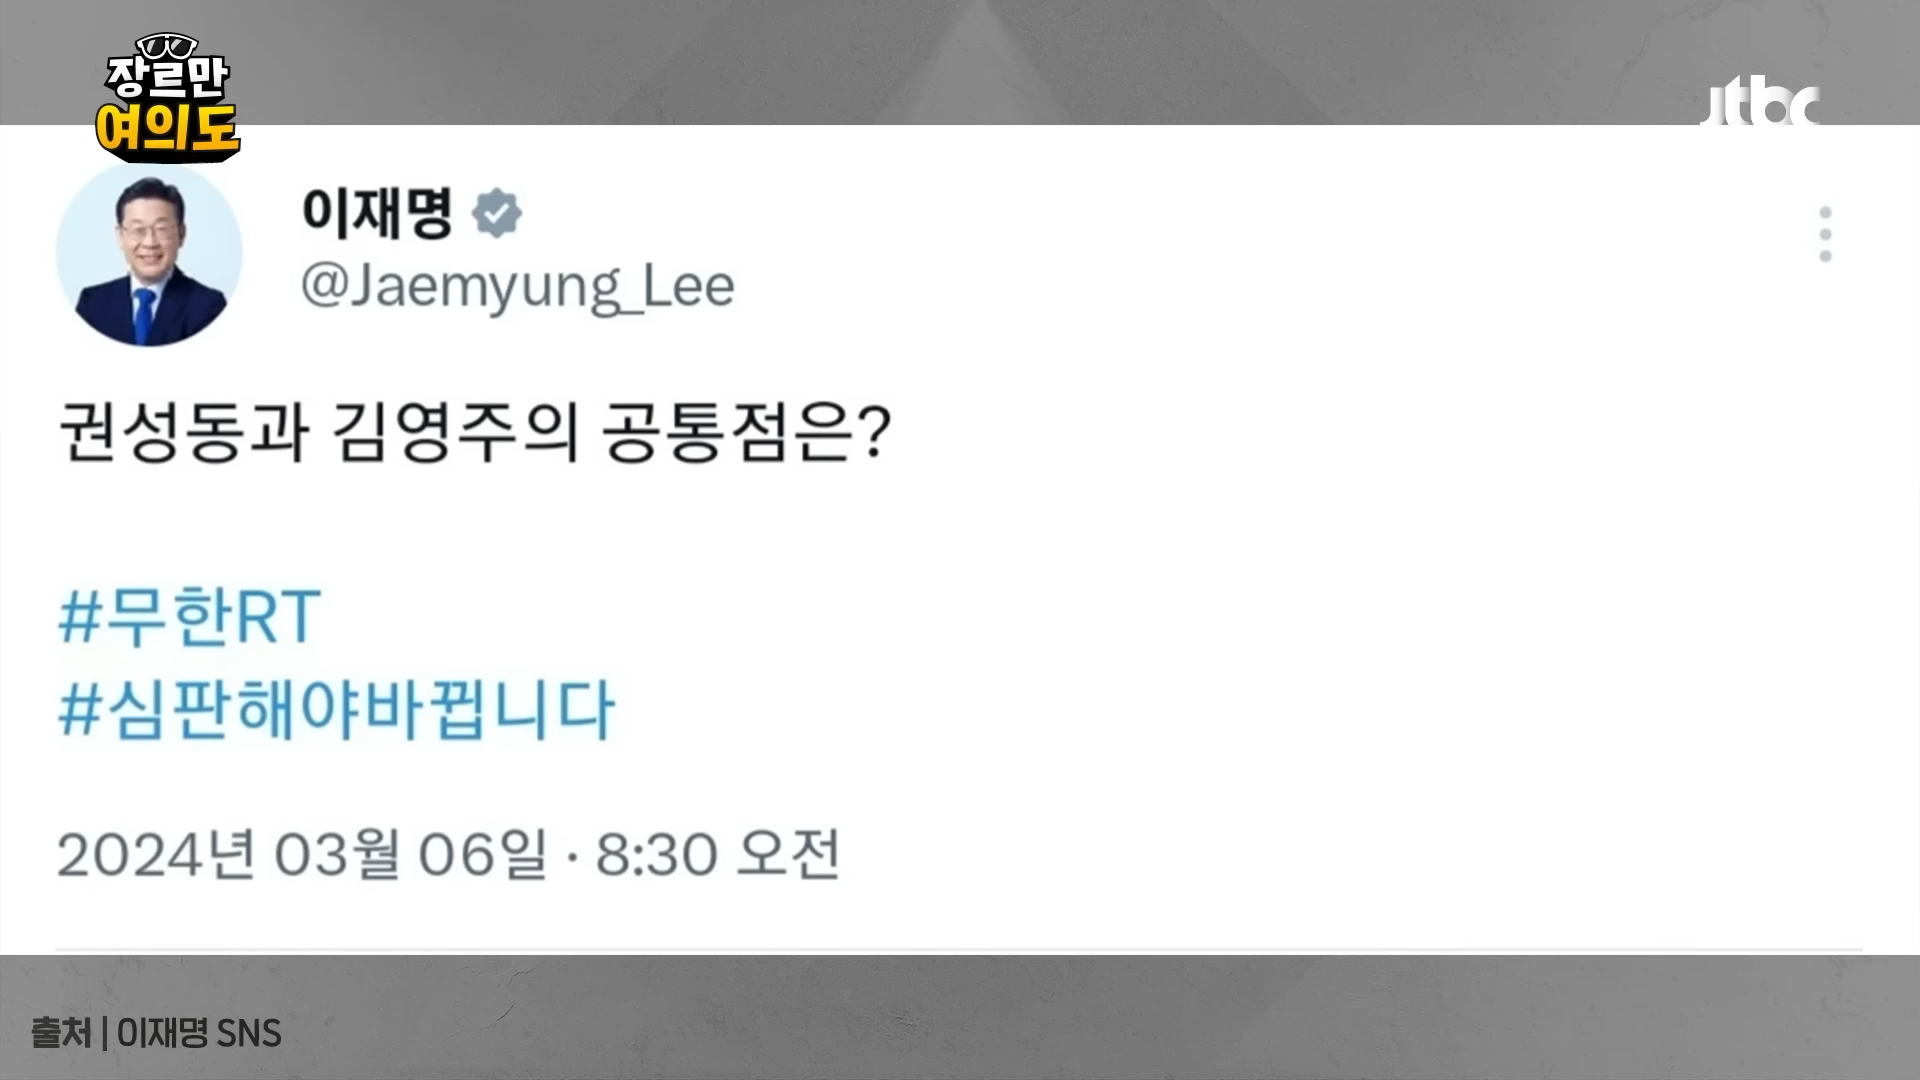 장르만
여의도
jtbc
이재명
@Jaemyung_Lee
권성동과 김영주의 공통점은?
#무한RT
#심판해야바뀝니다
2024년 03월 06일 · 8:30 오전
출처 | 이재명 SNS